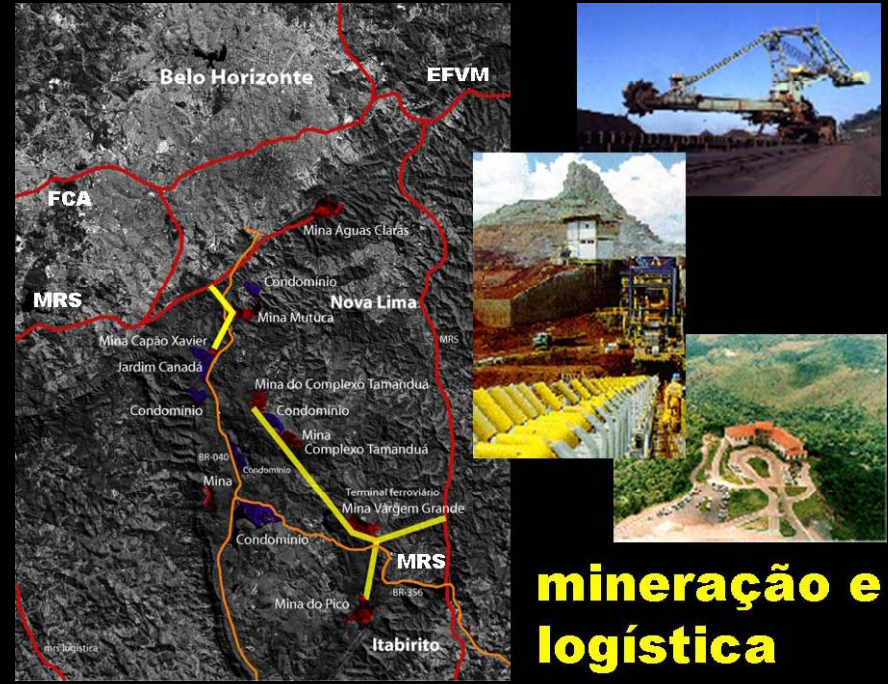 Belo Horizonte
EFVM
FCA
Mina Águas Claras
Condomínio
Nova Lima
MRS
Mina Mutuca
MRS
Mina Capão Xavier
Jardim Canadá
Mina do Complexo Tamanduá
Condomínio
Condomínio
Mina
Complexo Tamanduá
BR-040
Condomínio
Mina
Terminal ferroviário
Mina Vargem Grande
Condomínio
MRS
BR-356
Mina do Pico
Itabirito
mrs logística
mineração e
logística